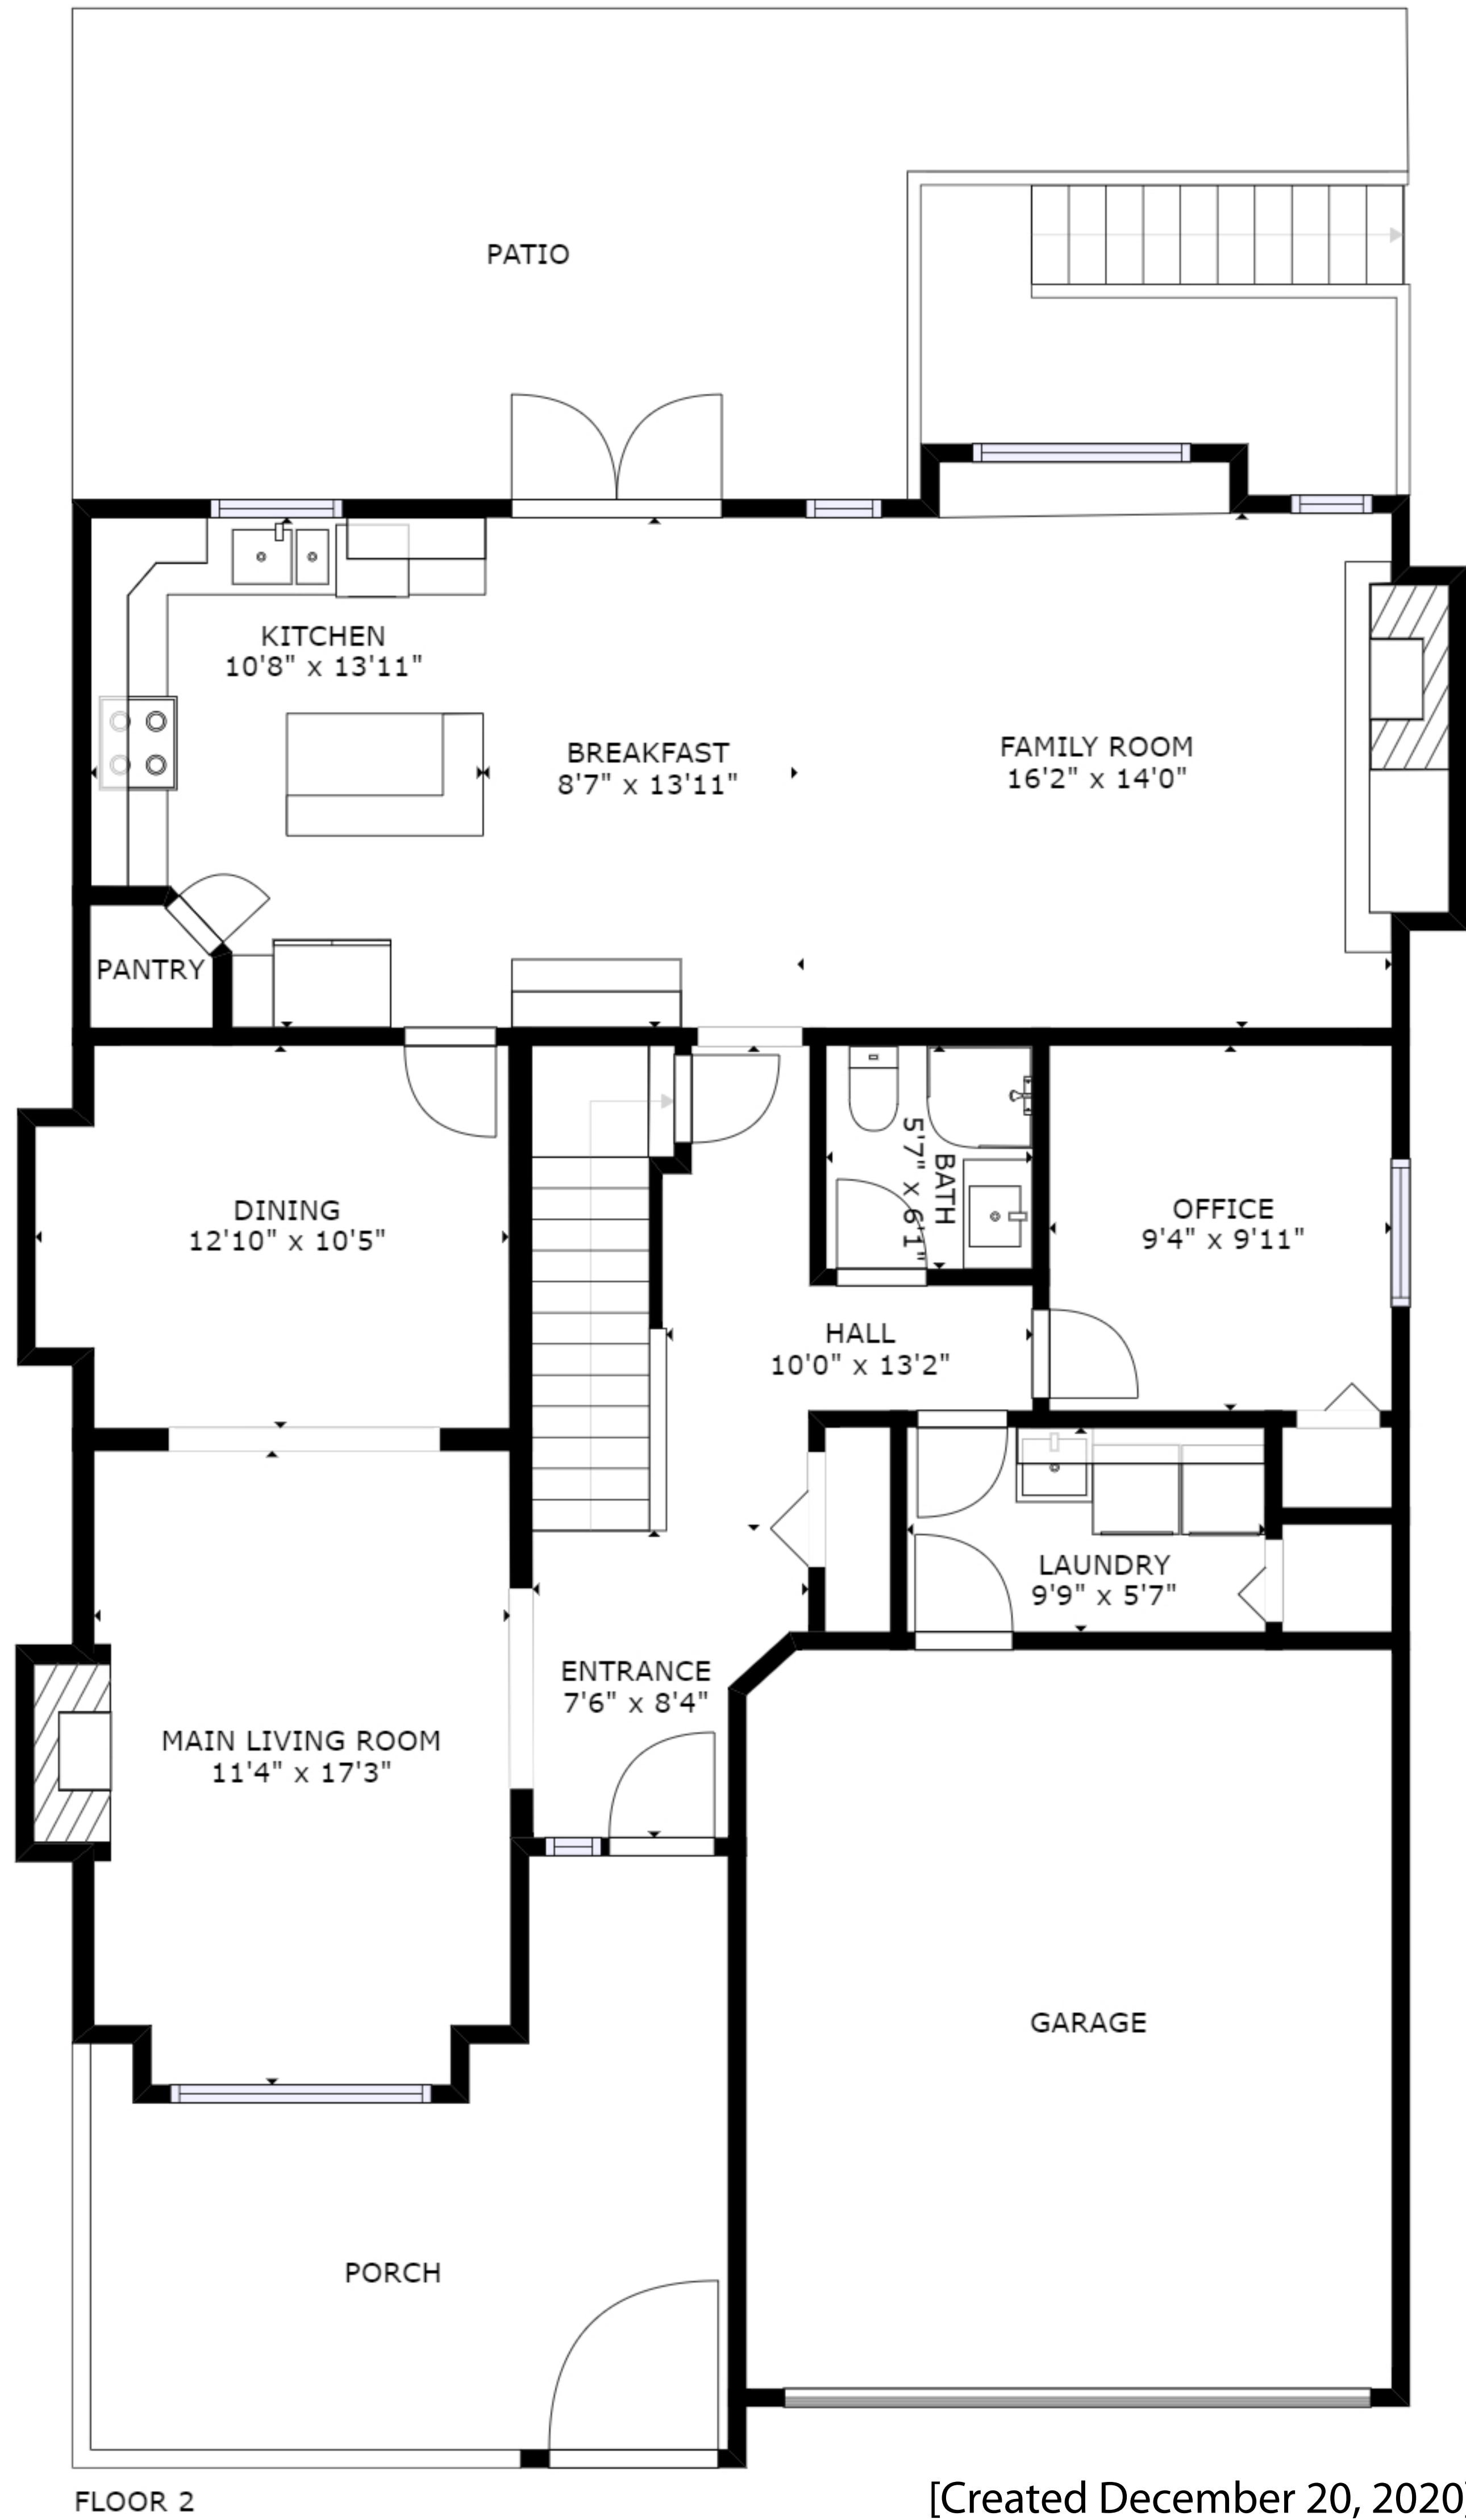 PATIO
KITCHEN
10'8" x 13'11"
BREAKFAST
8'7" x 13'11"
FAMILY ROOM
16'2" x 14'0"
PANTRY
DINING
12'10" x 10'5"
BATH
5'7" x 6'1"
OFFICE
9'4" x 9'11"
HALL
10'0" x 13'2"
LAUNDRY
9'9" x 5'7"
ENTRANCE
7'6" x 8'4"
MAIN LIVING ROOM
11'4" x 17'3"
GARAGE
PORCH
FLOOR 2
[Created December 20, 2020]